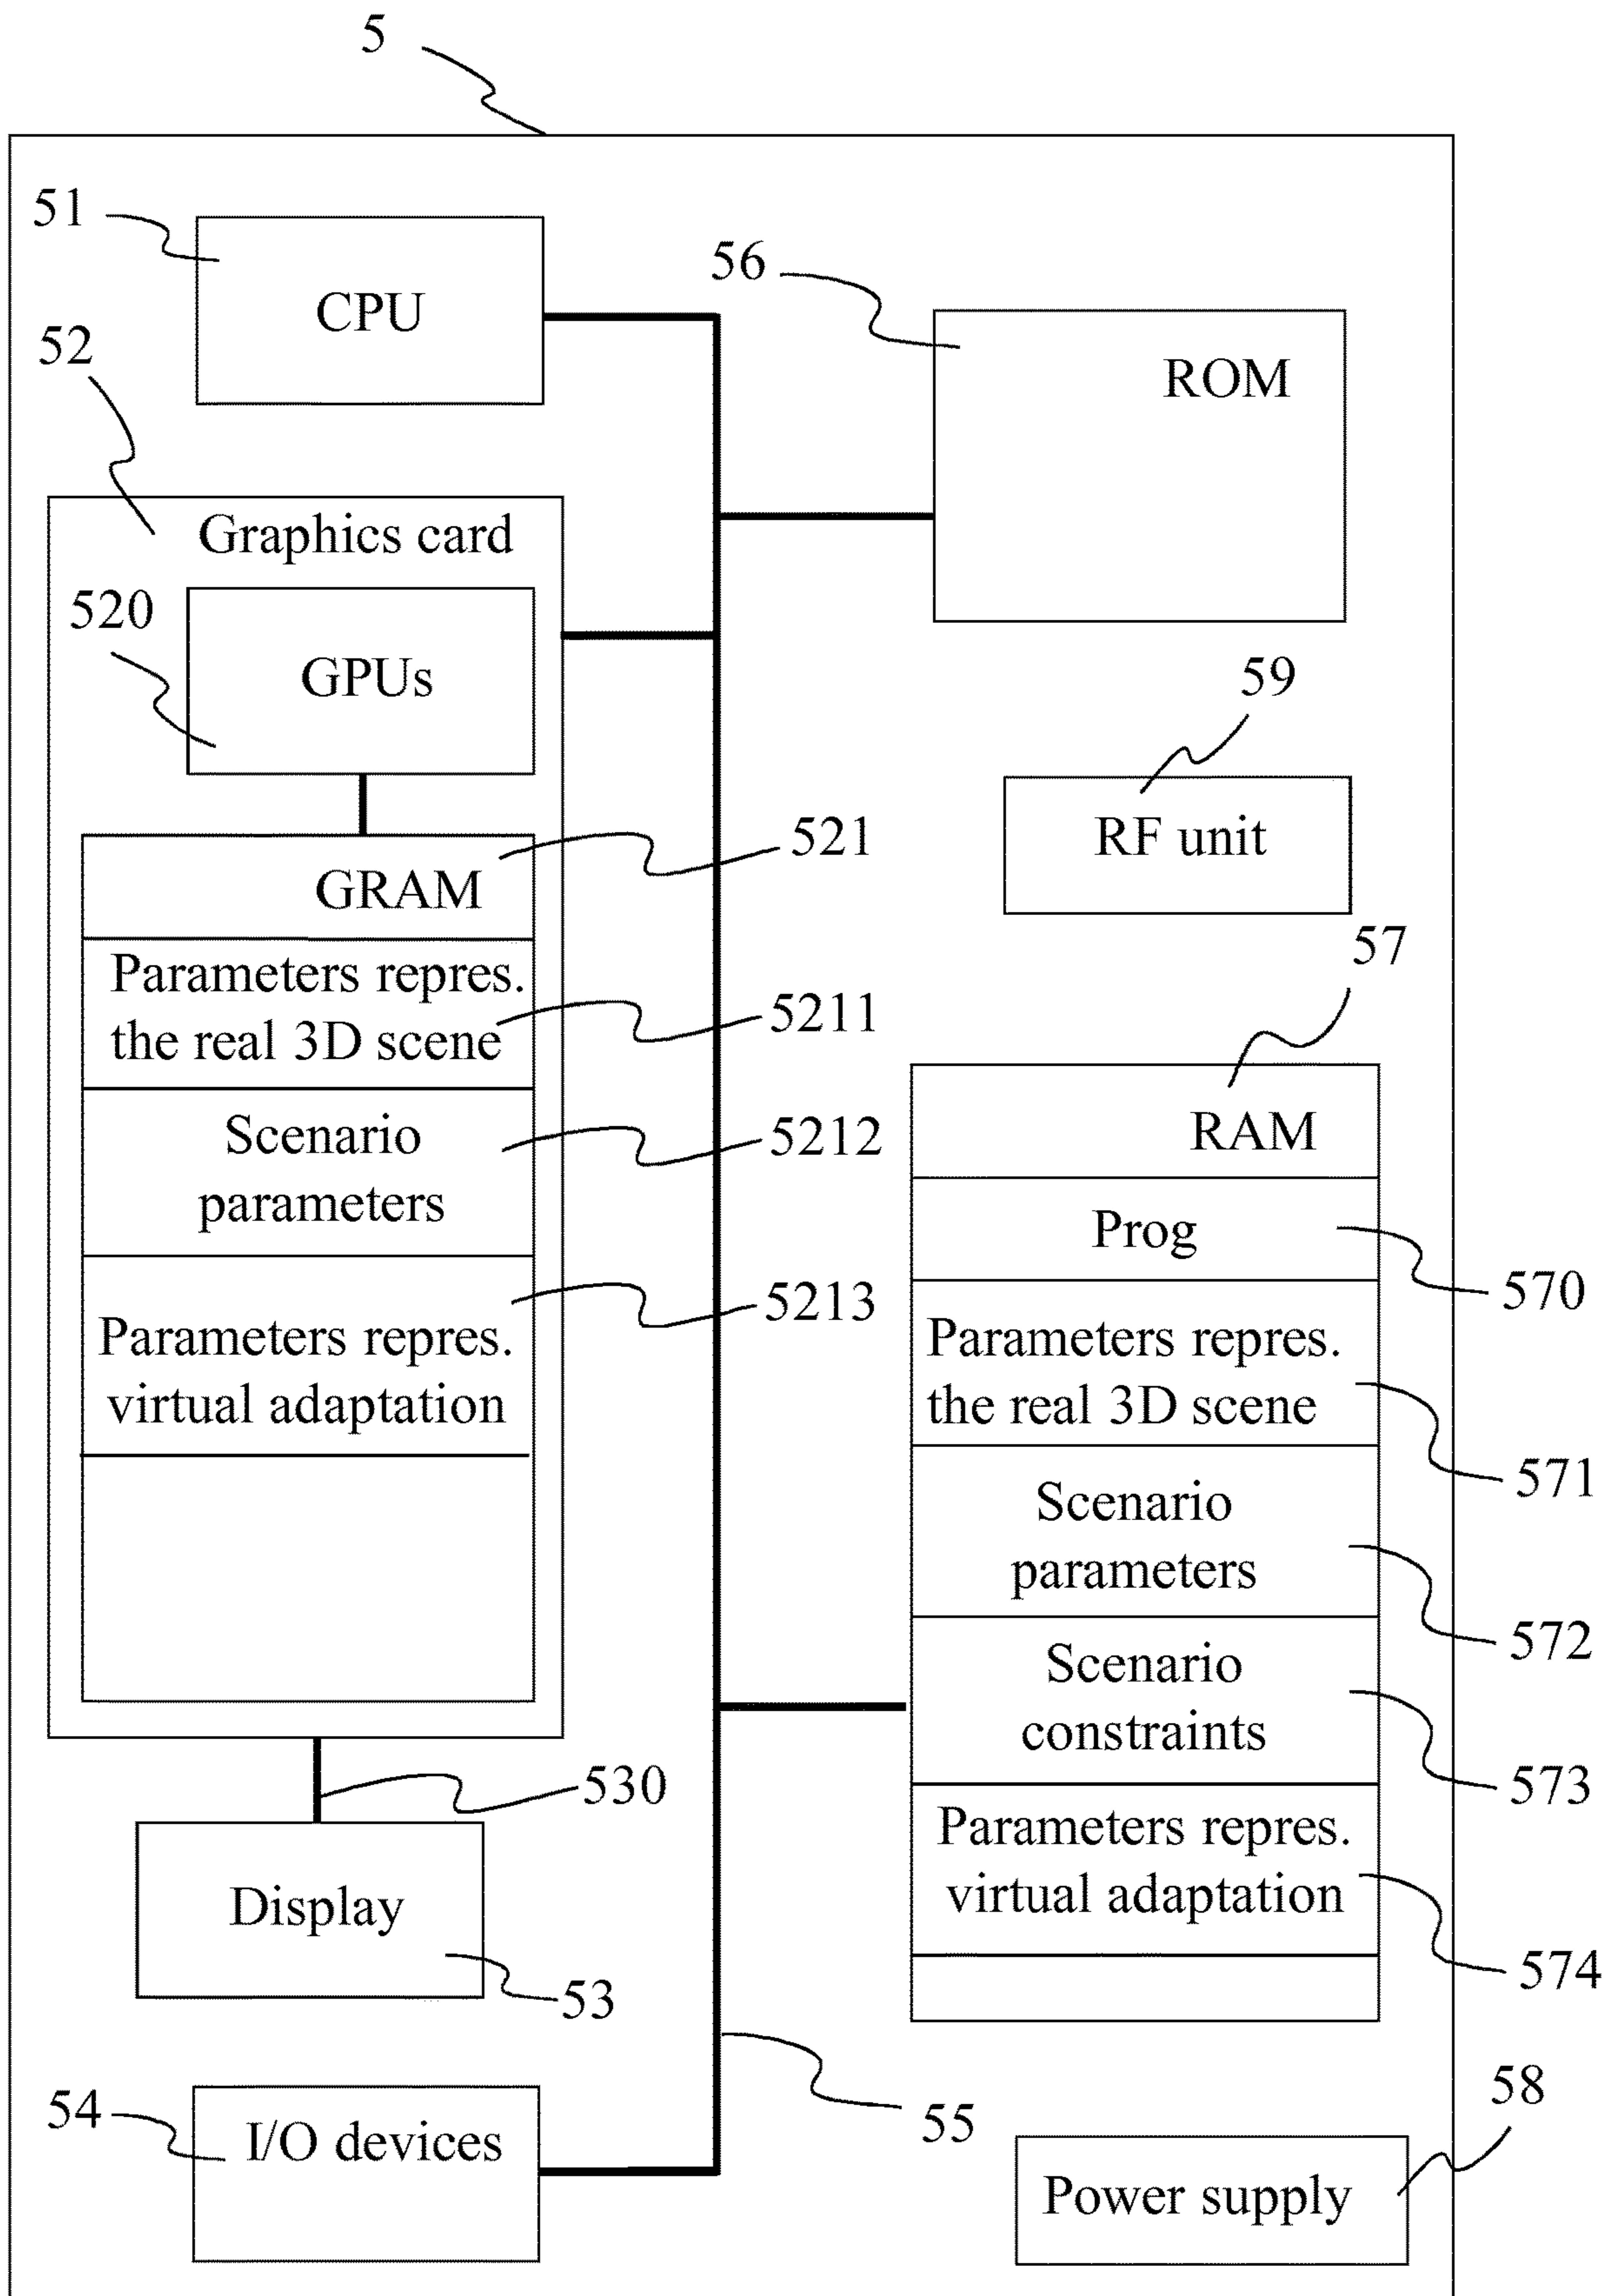 5
51
CPU
56
ROM
52
Graphics card
520
GPUs
59
RF unit
521
GRAM
57
Parameters repres.
the real 3D scene
5211
RAM
Scenario
parameters
5212
Prog
570
5213
Parameters repres.
virtual adaptation
Parameters repres.
the real 3D scene
571
Scenario
parameters
572
Scenario
constraints
573
530
Parameters repres.
virtual adaptation
574
Display
53
54
I/O devices
55
58
Power supply